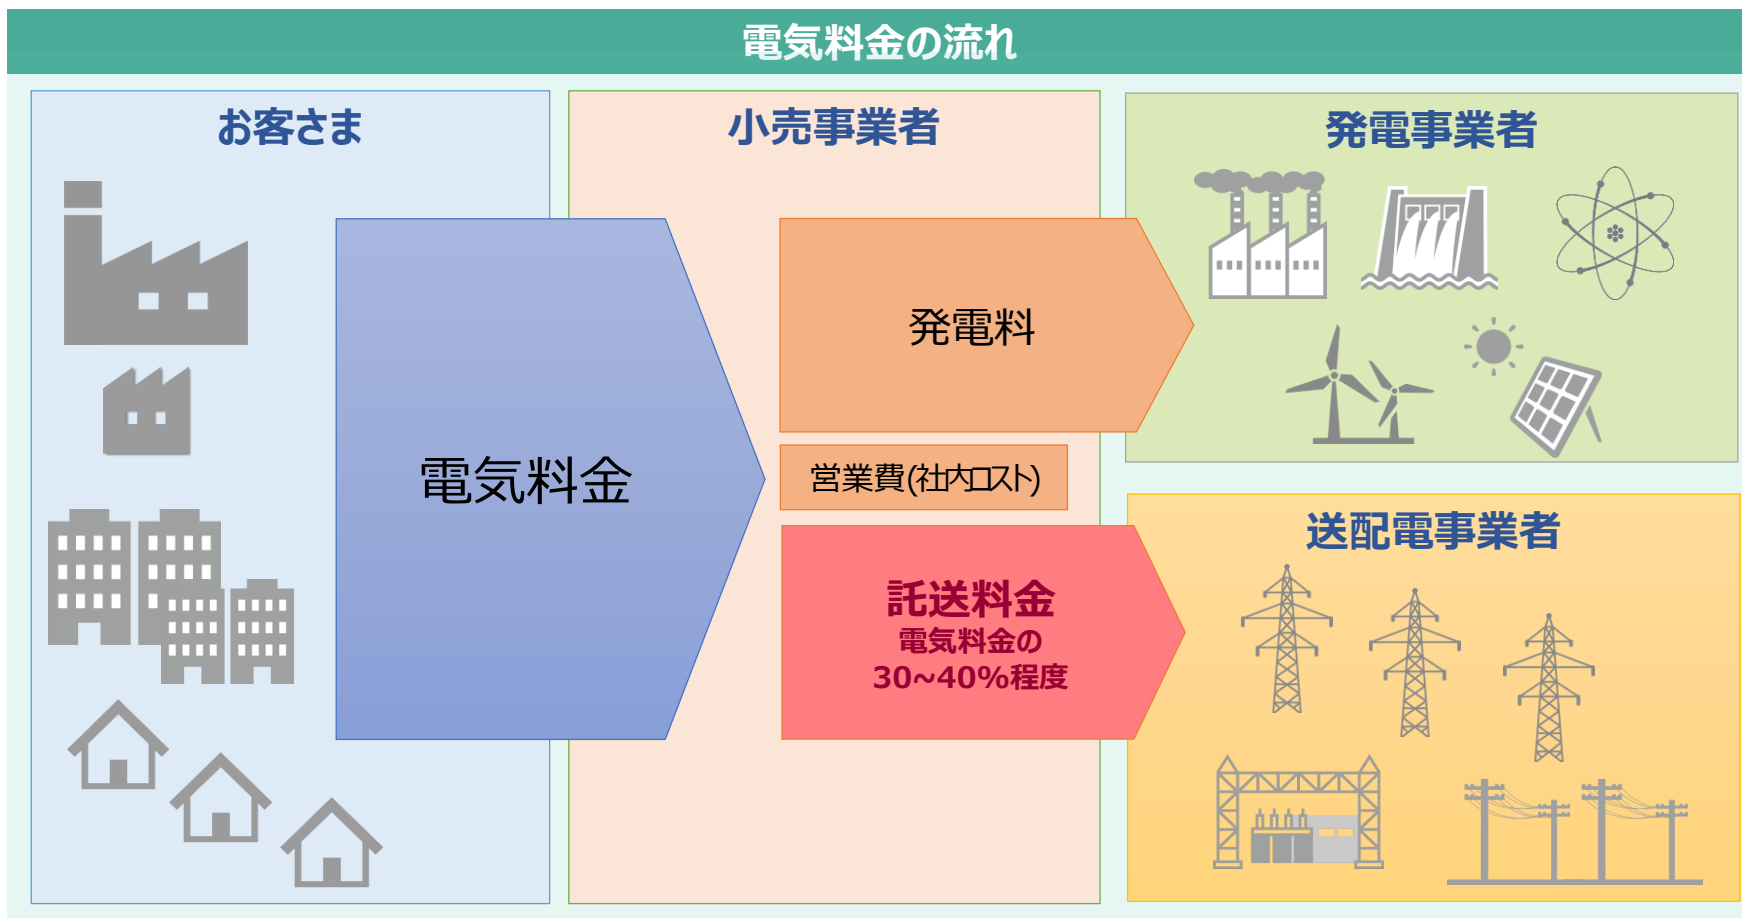 電気料金の流れ
お客さま
小売事業者
発電事業者
電気料金
発電料
営業費(社内コスト)
託送料金
電気料金の
30~40%程度
送配電事業者